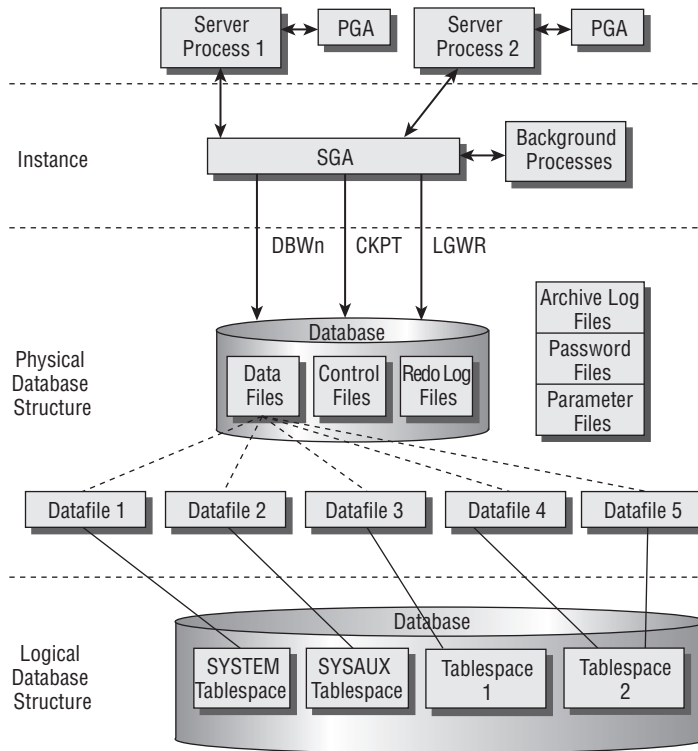 Server
Process 1
PGA
Server
Process 2
PGA
Instance
SGA
Background
Processes
DBWn
CKPT
LGWR
Physical
Database
Structure
Database
Data
Files
Control
Files
Redo Log
Files
Archive Log
Files
Password
Files
Parameter
Files
Datafile 1
Datafile 2
Datafile 3
Datafile 4
Datafile 5
Logical
Database
Structure
Database
SYSTEM
Tablespace
SYSAUX
Tablespace
Tablespace
1
Tablespace
2